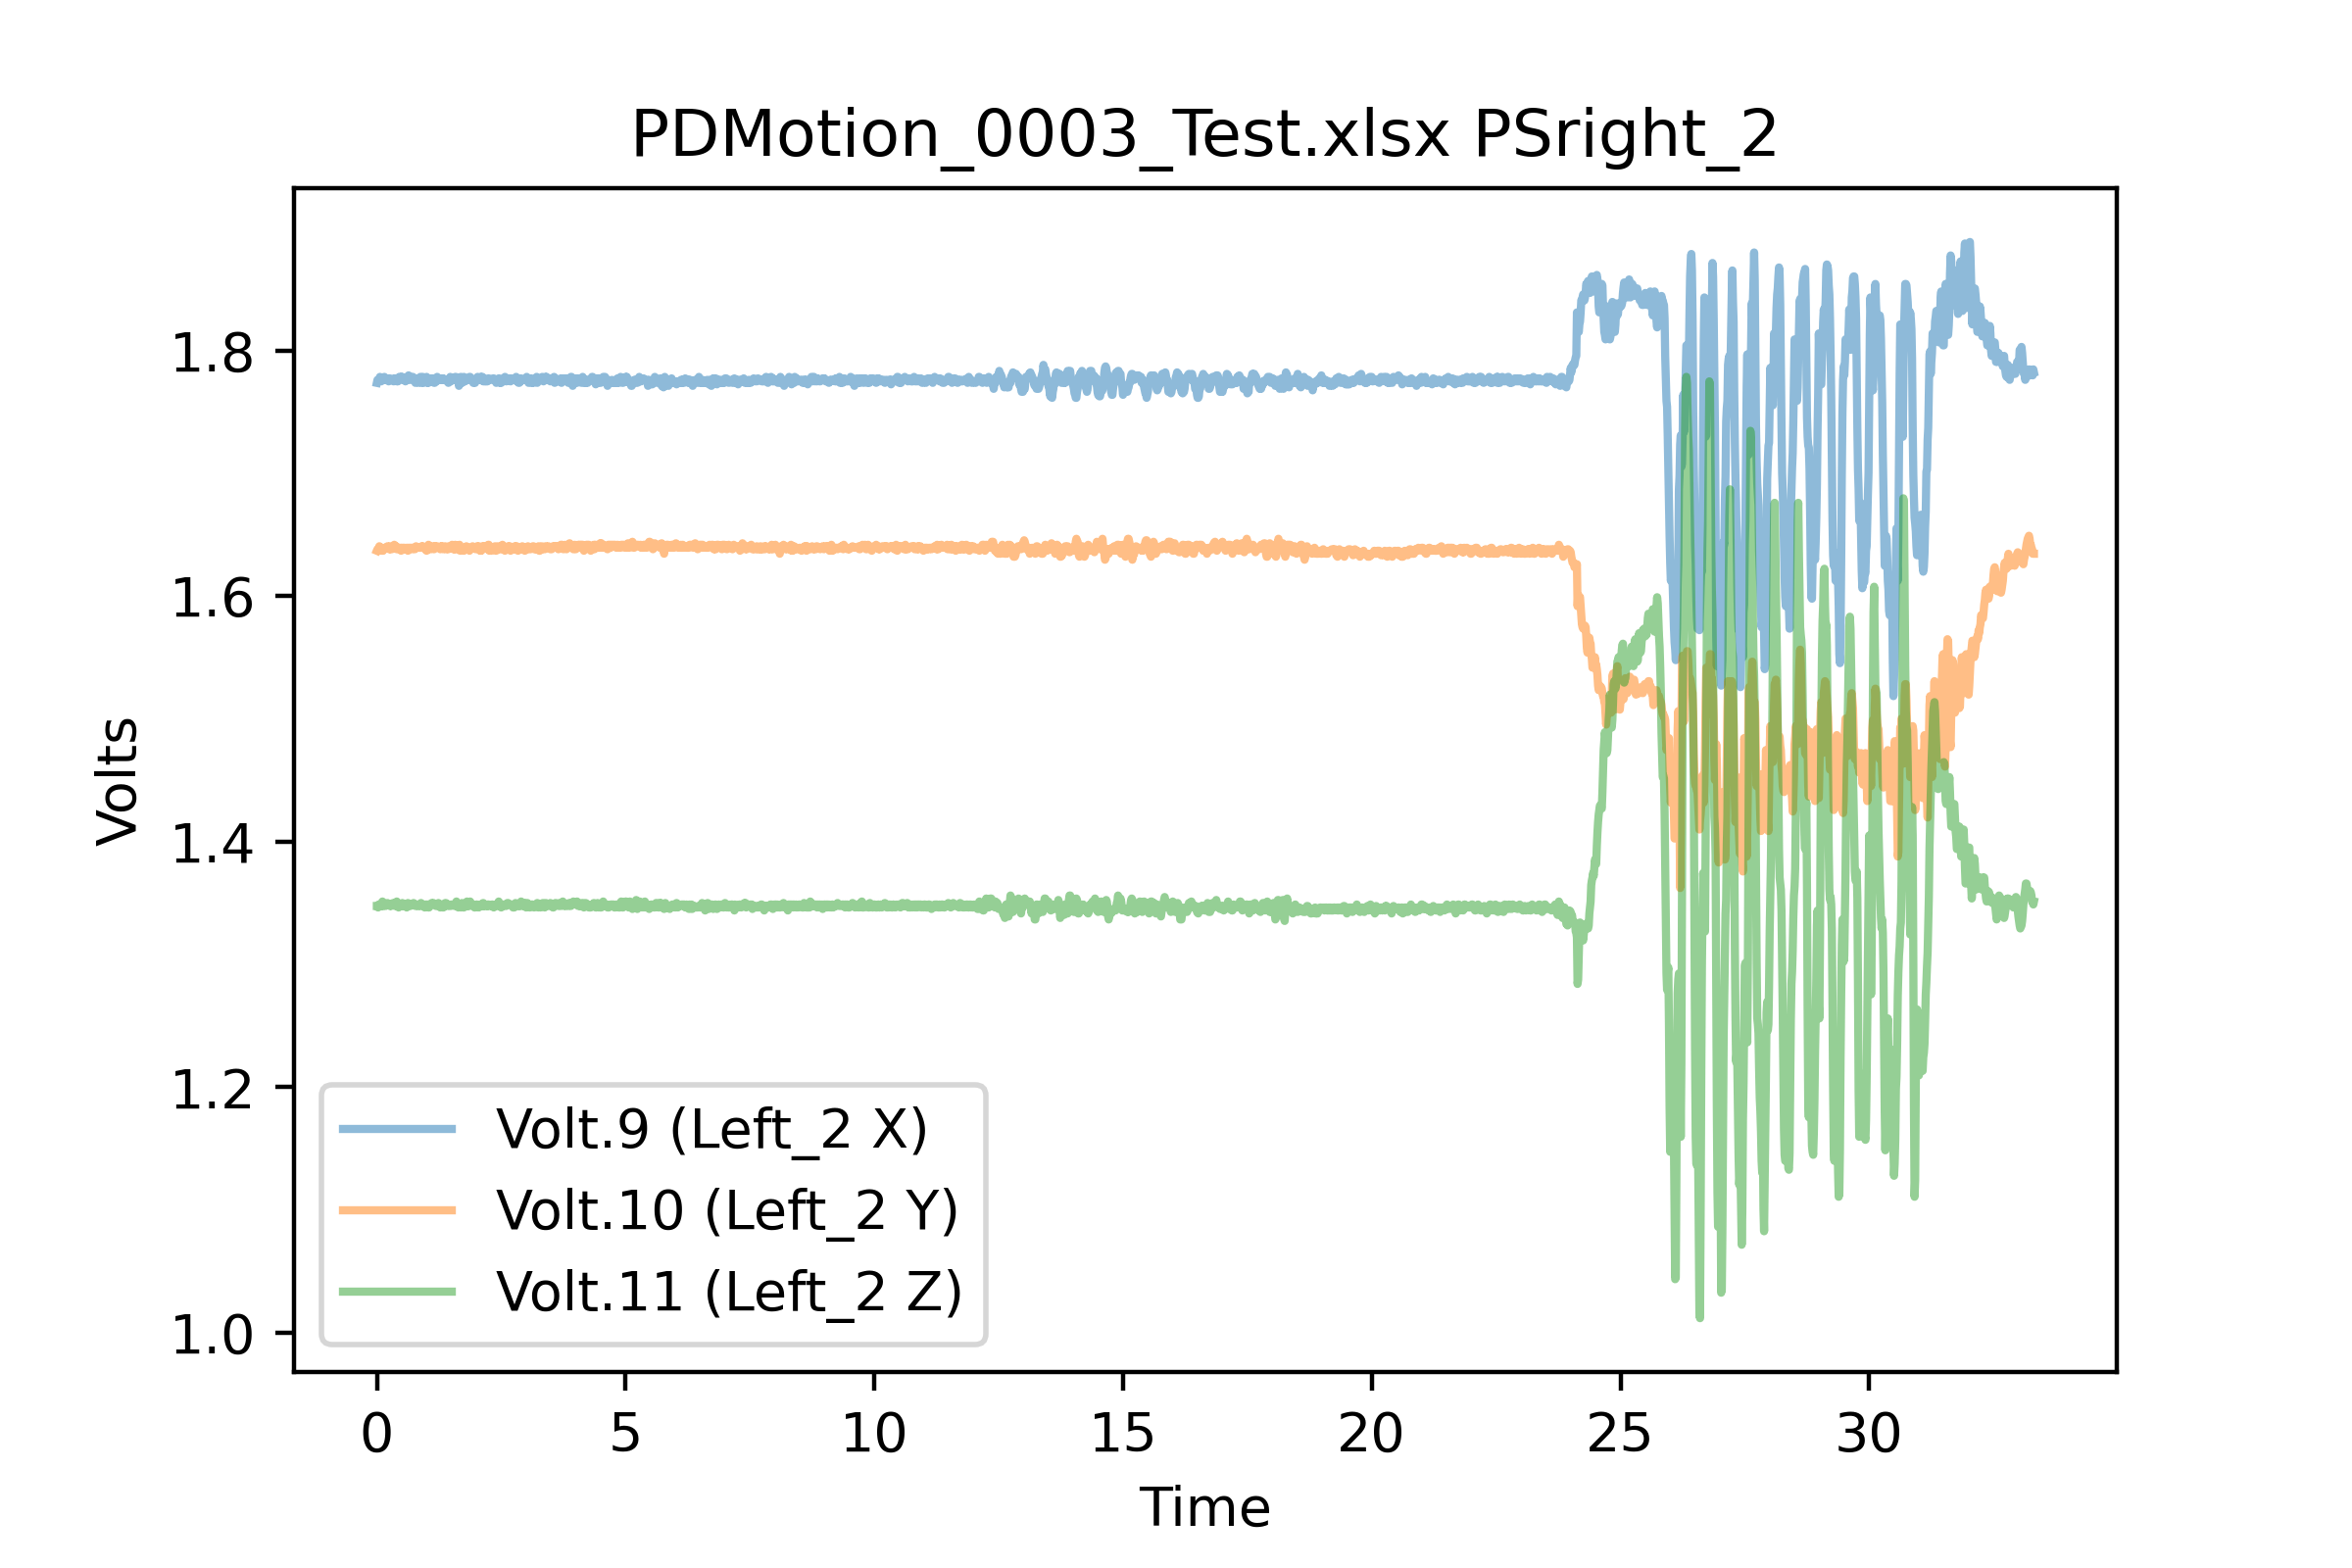 PDMotion_0003_Test.xlsx PSright_2
Volts
1.8
1.6
1.4
1.2
1.0
Volt.9 (Left_2 X)
Volt.10 (Left_2 Y)
Volt.11 (Left_2 Z)
0 5 10 15 20 25 30
Time